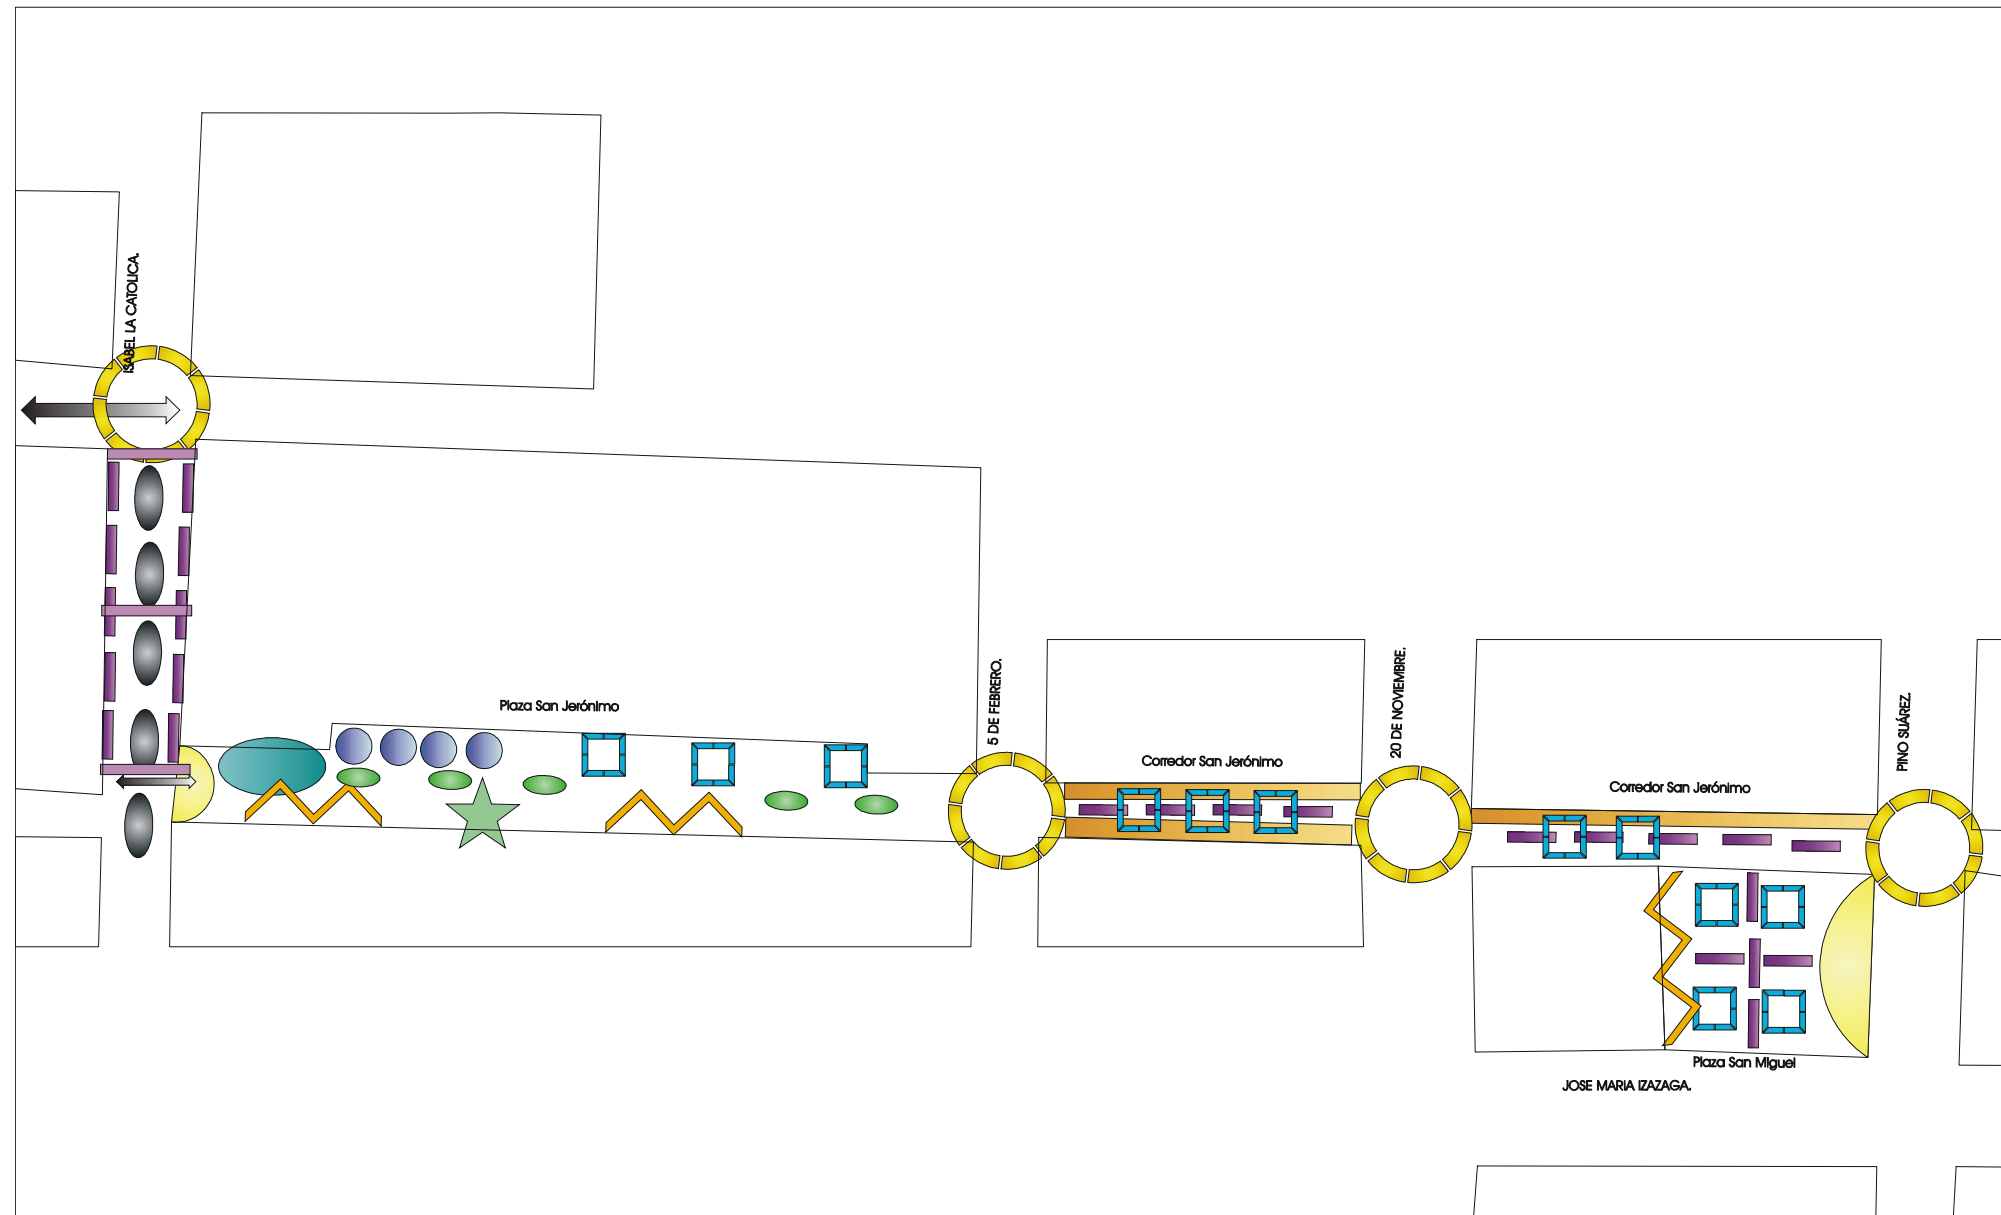 ISABEL LA CATOLICA.
Plaza San Jerónimo
5 DE FEBRERO.
Corredor San Jerónimo
20 DE NOVIEMBRE.
Corredor San Jerónimo
PINO SUÁREZ.
Plaza San Miguel
JOSE MARIA IZAZAGA.